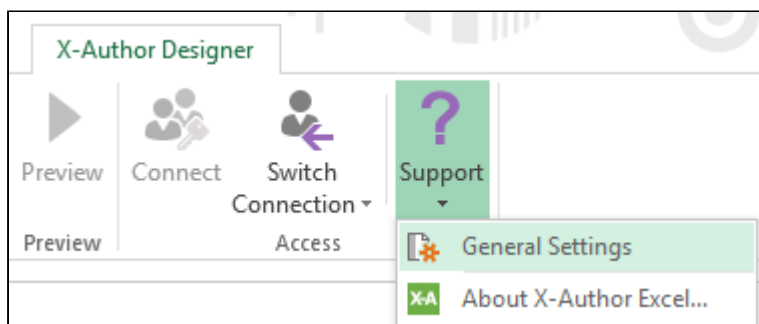 X-Author Designer
Preview
Connect
Switch
Connection
Support
Preview
Access
General Settings
X-A About X-Author Excel...